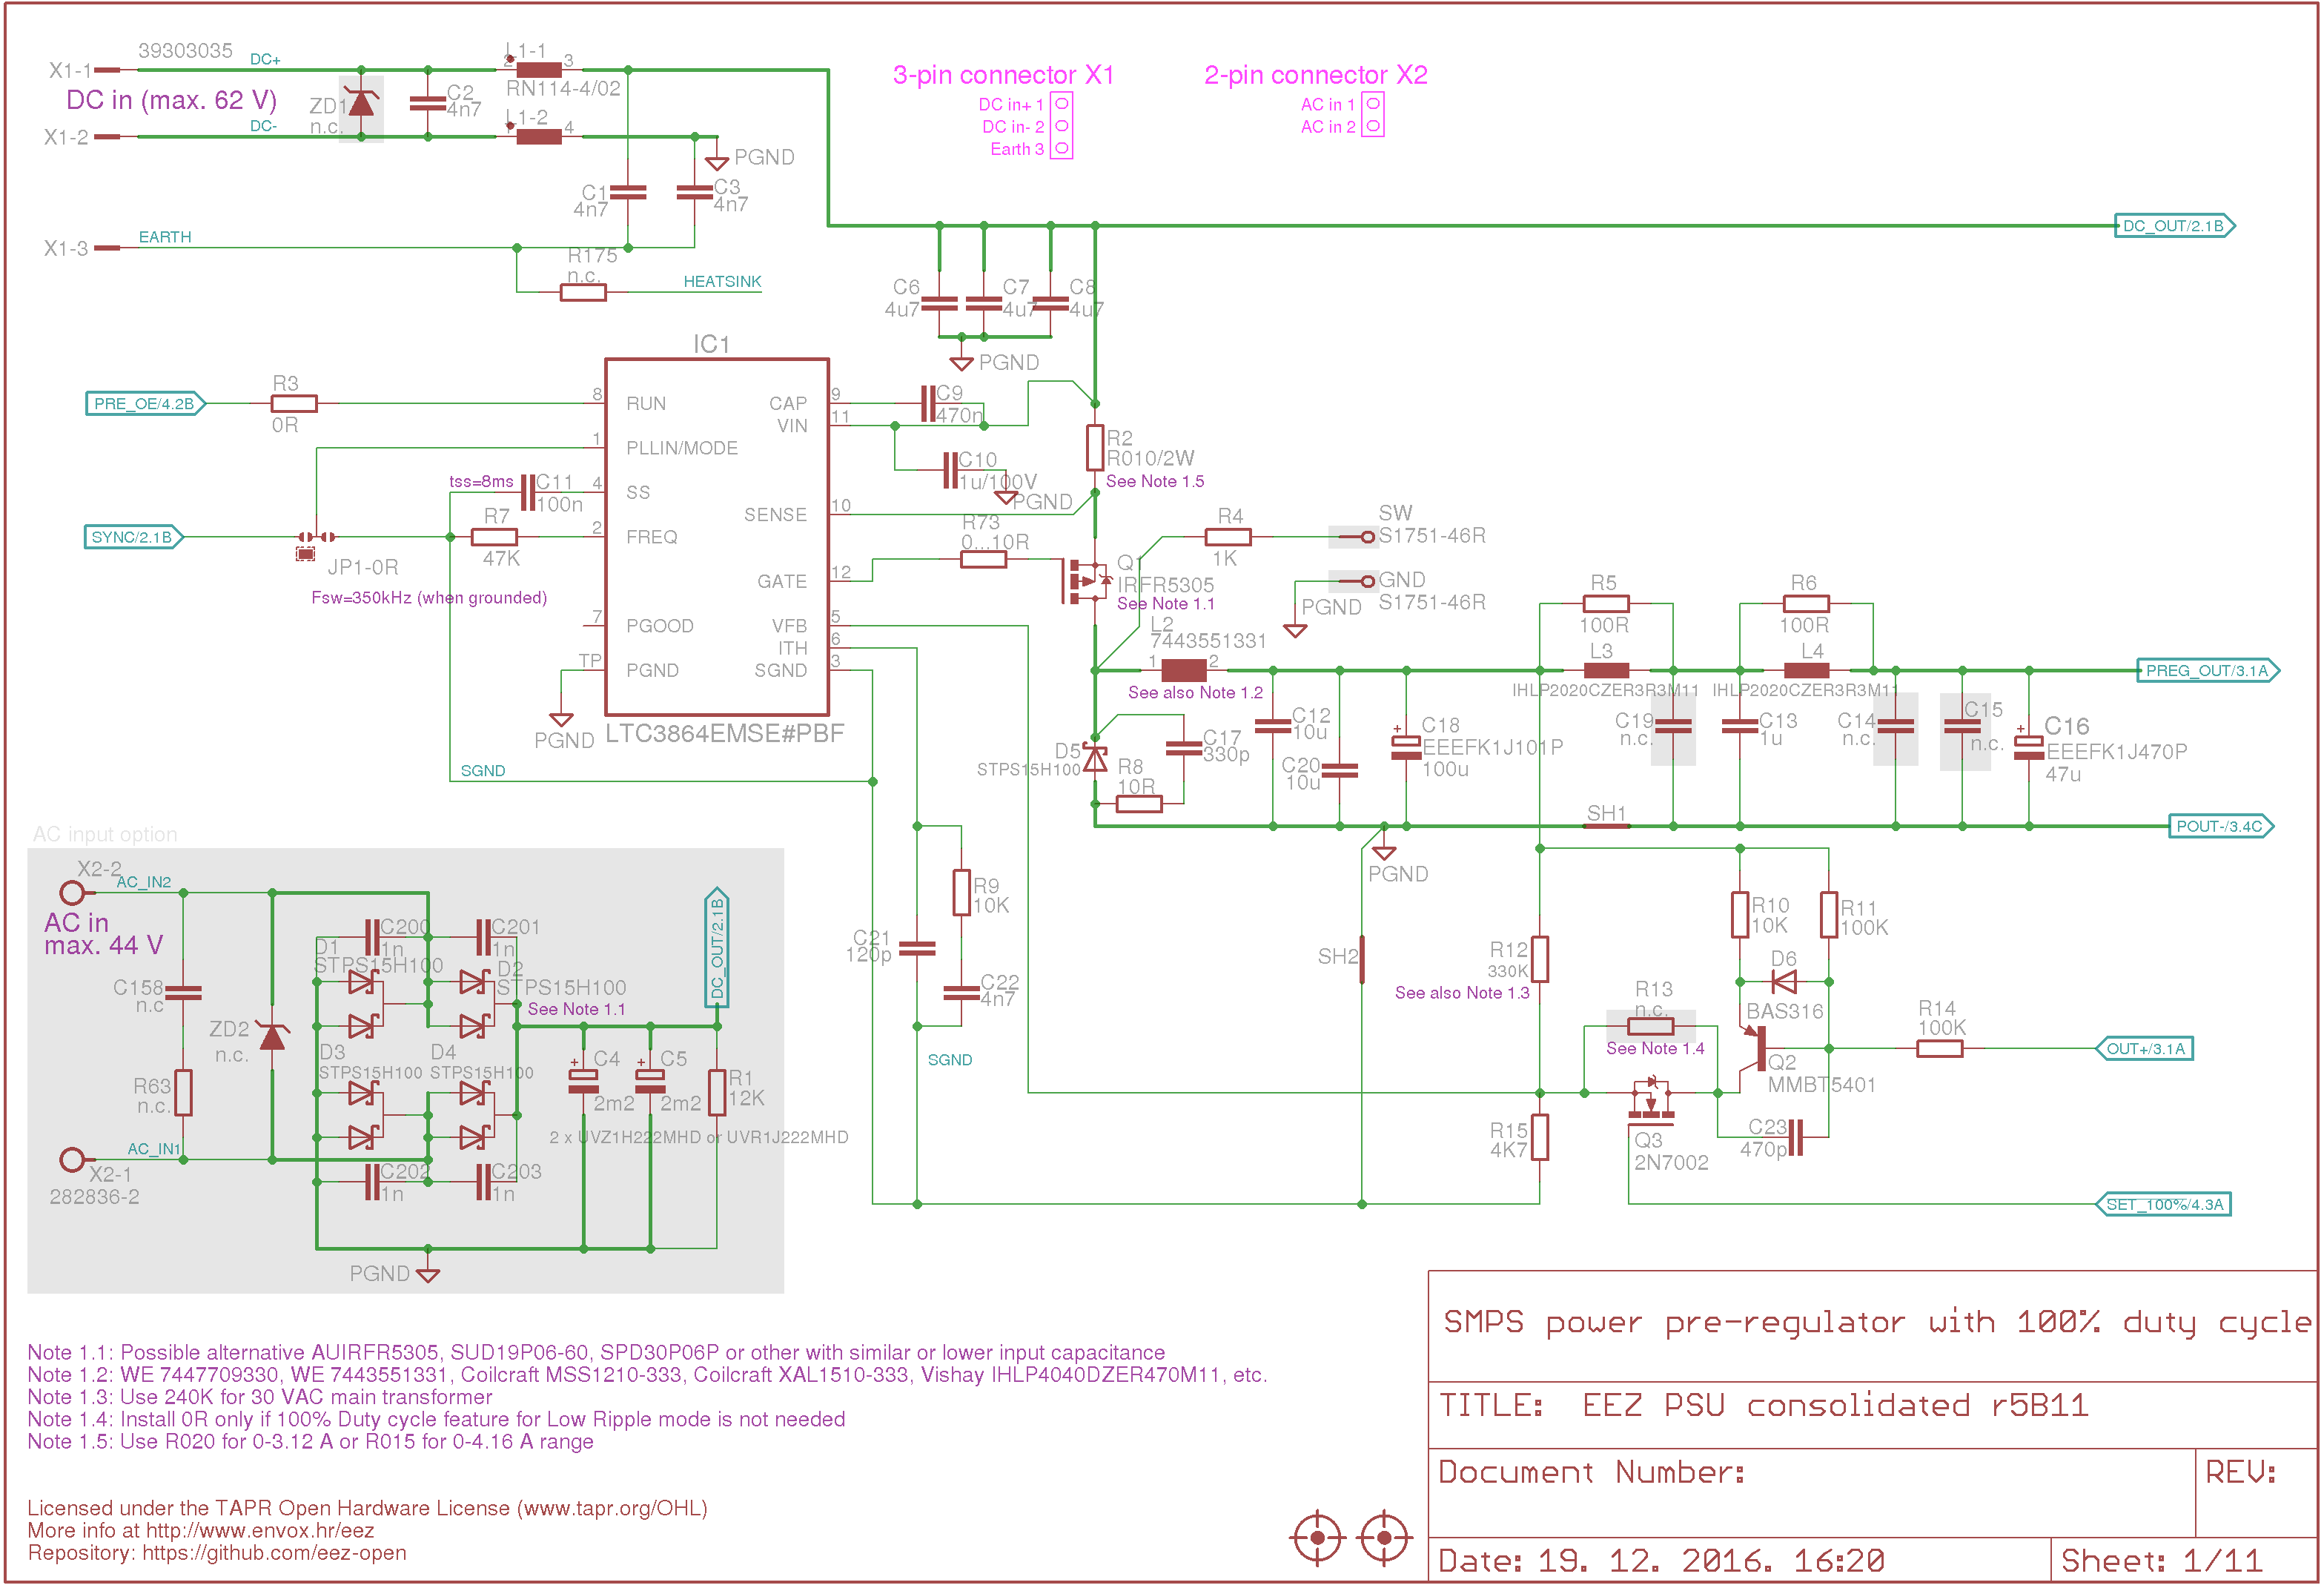 39303035
X1-1
DC+
L1-1
2
3
RN114-4/02
DC in (max. 62 V)
ZD1
n.c.
C2
4n7
DC-
L1-2
4
X1-2
PGND
C1
4n7
C3
4n7
X1-3
EARTH
R175
n.c.
HEATSINK
3-pin connector X1
DC in+ 1
DC in- 2
Earth 3
2-pin connector X2
AC in 1
AC in 2
DC_OUT/2.1B
C6
4u7
C7
4u7
C8
4u7
PGND
IC1
PRE_OE/4.2B
R3
0R
8
RUN
1
PLLIN/MODE
tss=8ms
C11
100n
4
SS
SYNC/2.1B
R7
47K
2
FREQ
JP1-0R
Fsw=350kHz (when grounded)
7
PGOOD
TP
PGND
PGND
CAP
9
VIN
11
SENSE
10
GATE
12
VFB
5
ITH
6
SGND
3
LTC3864EMSE#PBF
SGND
C9
470n
C10
1u/100V
PGND
R2
R010/2W
See Note 1.5
R73
0...10R
Q1
IRFR5305
See Note 1.1
R4
1K
SW
S1751-46R
GND
S1751-46R
PGND
L2
7443551331
1
2
See also Note 1.2
D5
STPS15H100
C17
330p
R8
10R
C12
10u
C20
10u
C18
EEEFK1J101P
100u
R5
100R
L3
IHLP2020CZER3R3M11
R6
100R
L4
IHLP2020CZER3R3M11
C19
n.c.
C13
1u
C14
n.c.
C15
n.c.
C16
EEEFK1J470P
47u
PREG_OUT/3.1A
SH1
POUT-/3.4C
PGND
SH2
C21
120p
R9
10K
C22
4n7
SGND
R12
330K
See also Note 1.3
R10
10K
R11
100K
D6
BAS316
R13
n.c.
See Note 1.4
Q2
MMBT5401
R14
100K
OUT+/3.1A
R15
4K7
Q3
2N7002
C23
470p
SET_100%/4.3A
AC input option
X2-2
AC_IN2
AC in
max. 44 V
C158
n.c
R63
n.c.
ZD2
n.c.
AC_IN1
X2-1
282836-2
C200
1n
C201
1n
D1
STPS15H100
D2
STPS15H100
See Note 1.1
D3
STPS15H100
D4
STPS15H100
C202
1n
C203
1n
C4
2m2
C5
2m2
R1
12K
2 x UVZ1H222MHD or UVR1J222MHD
DC_OUT/2.1B
PGND
Note 1.1: Possible alternative AUIRFR5305, SUD19P06-60, SPD30P06P or other with similar or lower input capacitance
Note 1.2: WE 7447709330, WE 7443551331, Coilcraft MSS1210-333, Coilcraft XAL1510-333, Vishay IHLP4040DZER470M11, etc.
Note 1.3: Use 240K for 30 VAC main transformer
Note 1.4: Install 0R only if 100% Duty cycle feature for Low Ripple mode is not needed
Note 1.5: Use R020 for 0-3.12 A or R015 for 0-4.16 A range
Licensed under the TAPR Open Hardware License (www.tapr.org/OHL)
More info at http://www.envox.hr/eez
Repository: https://github.com/eez-open
SMPS power pre-regulator with 100% duty cycle
TITLE: EEZ PSU consolidated r5B11
Document Number:
REV:
Date: 19. 12. 2016. 16:20
Sheet: 1/11